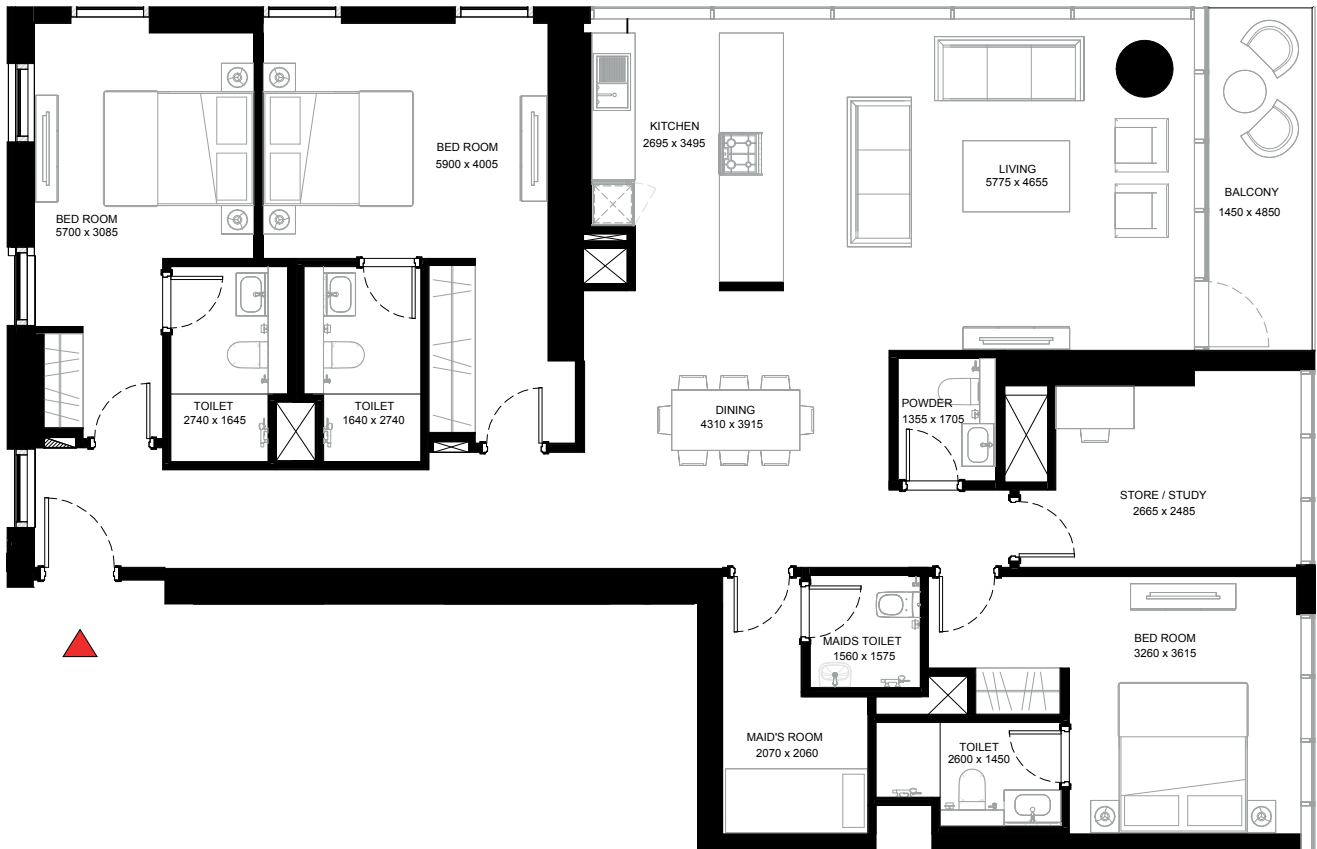 KITCHEN
2695 x 3495
BED ROOM
5900 x 4005
LIVING
5775 x 4655
BALCONY
1450 x 4850
BED ROOM
5700 x 3085
TOILET
2740 x 1645
TOILET
1640 x 2740
DINING
4310 x 3915
POWDER
1355 x 1705
STORE / STUDY
2665 x 2485
MAIDS TOILET
1560 x 1575
BED ROOM
3260 x 3615
MAID'S ROOM
2070 x 2060
TOILET
2600 x 1450